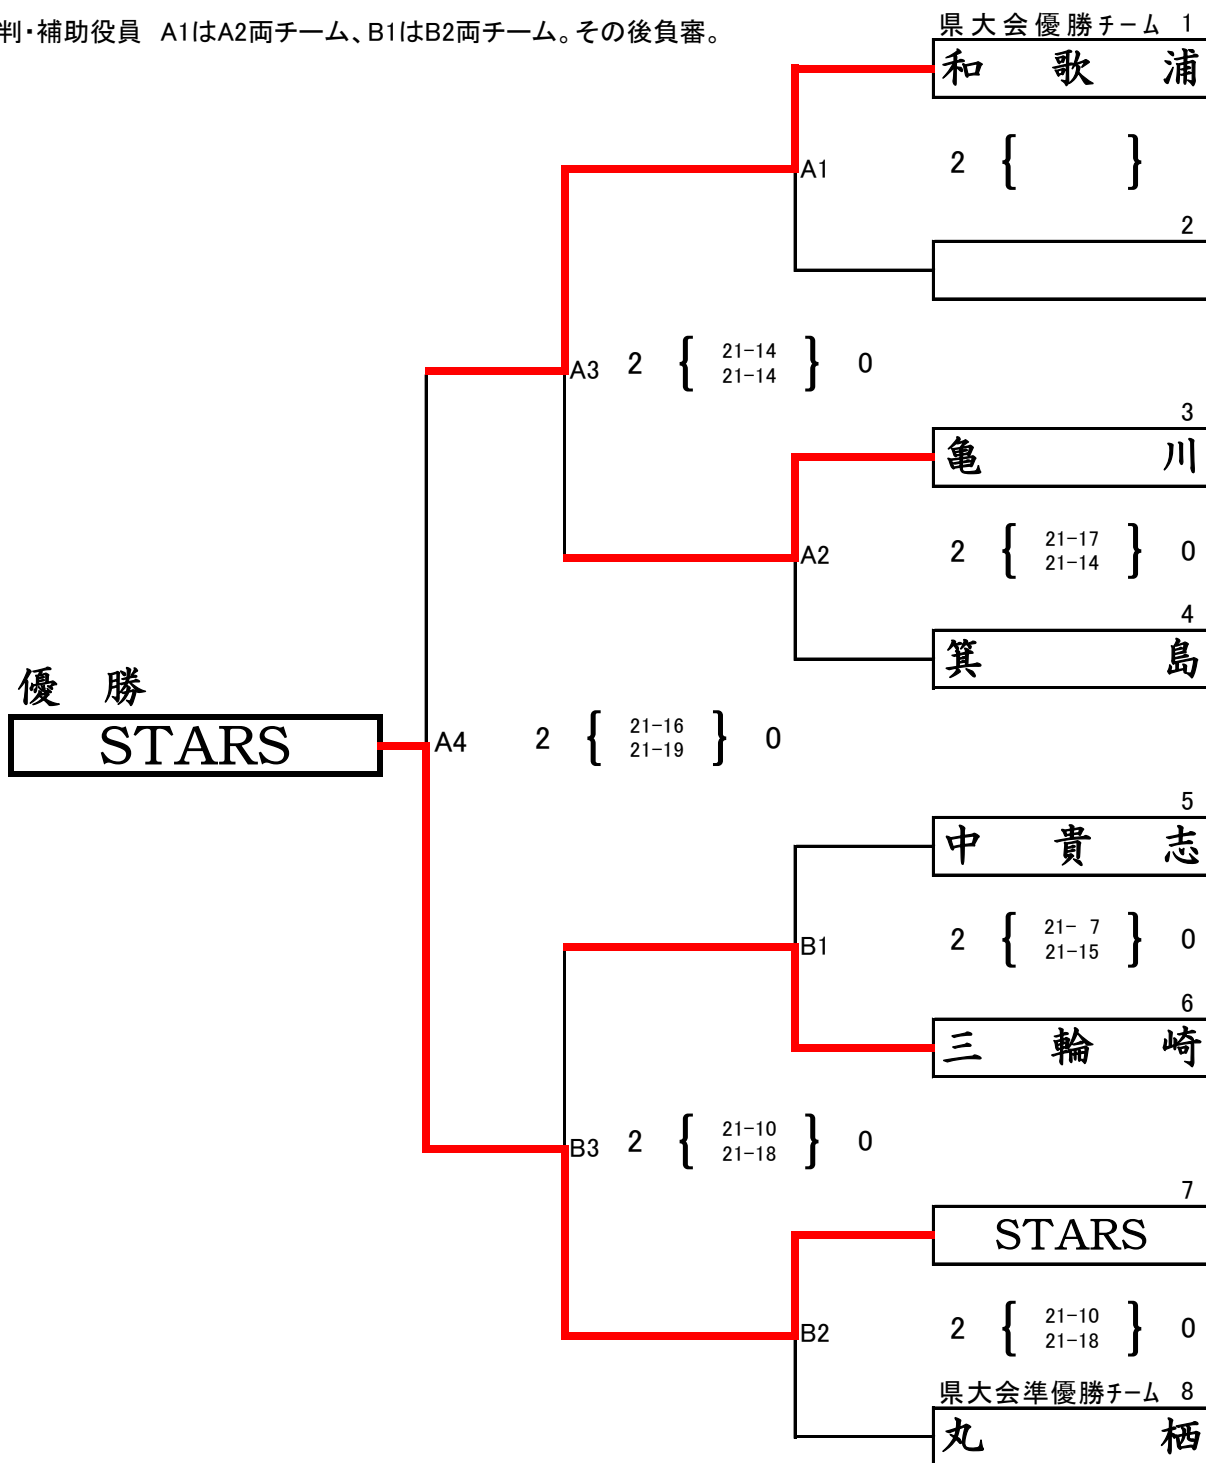 判・補助役員 A1はA2両チーム、B1はB2両チーム。その後負審。
県大会優勝チーム 1
和歌浦
A1 2 { }
2
A3 2 { 21-14 } 0
21-14
3
亀川
A2 2 { 21-17 } 0
21-14
4
箕島
優勝
STARS
A4 2 { 21-16 } 0
21-19
5
中貴志
B1 2 { 21- 7 } 0
21-15
6
三輪崎
B3 2 { 21-10 } 0
21-18
7
STARS
B2 2 { 21-10 } 0
21-18
県大会準優勝チーム 8
丸栖